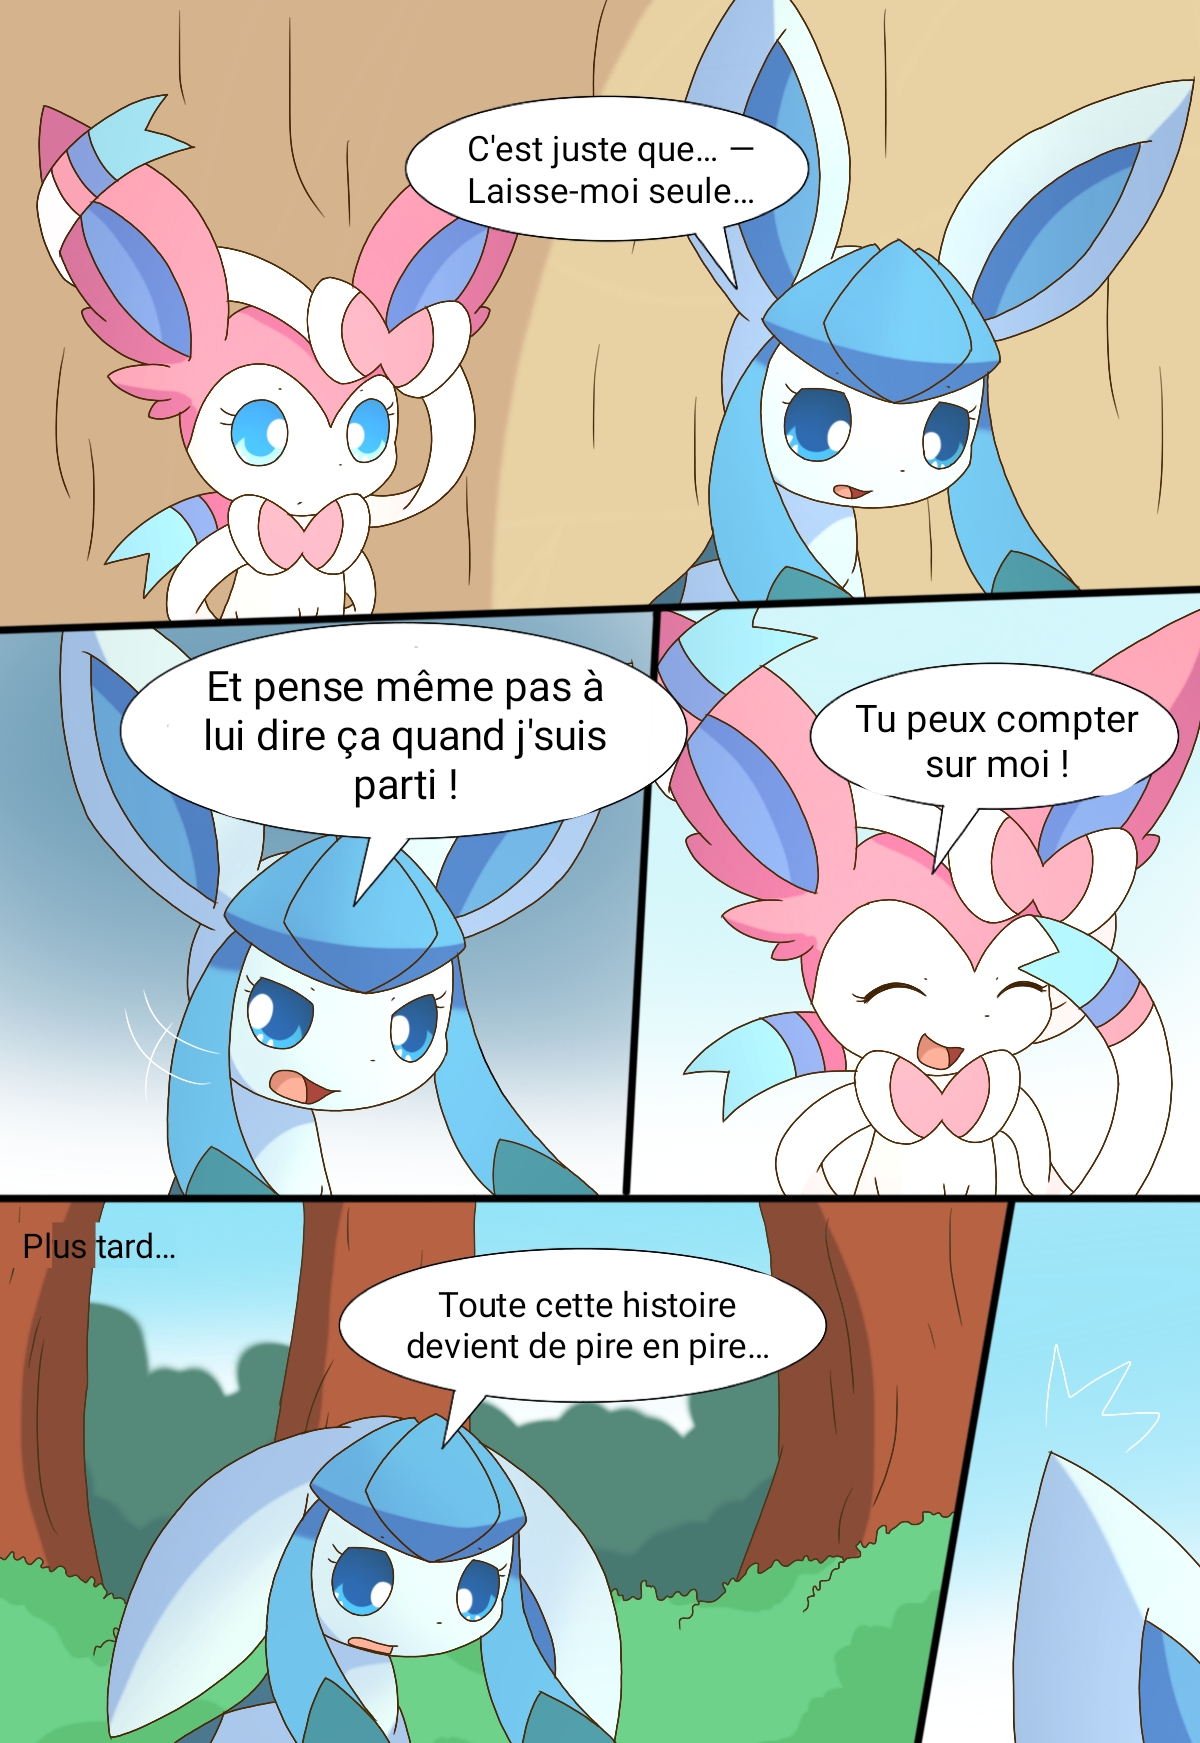 C'est juste que... —
Laisse-moi seule...
Et pense même pas à
lui dire ça quand j'suis
parti !
Tu peux compter
sur moi !
Plus tard...
Toute cette histoire
devient de pire en pire...